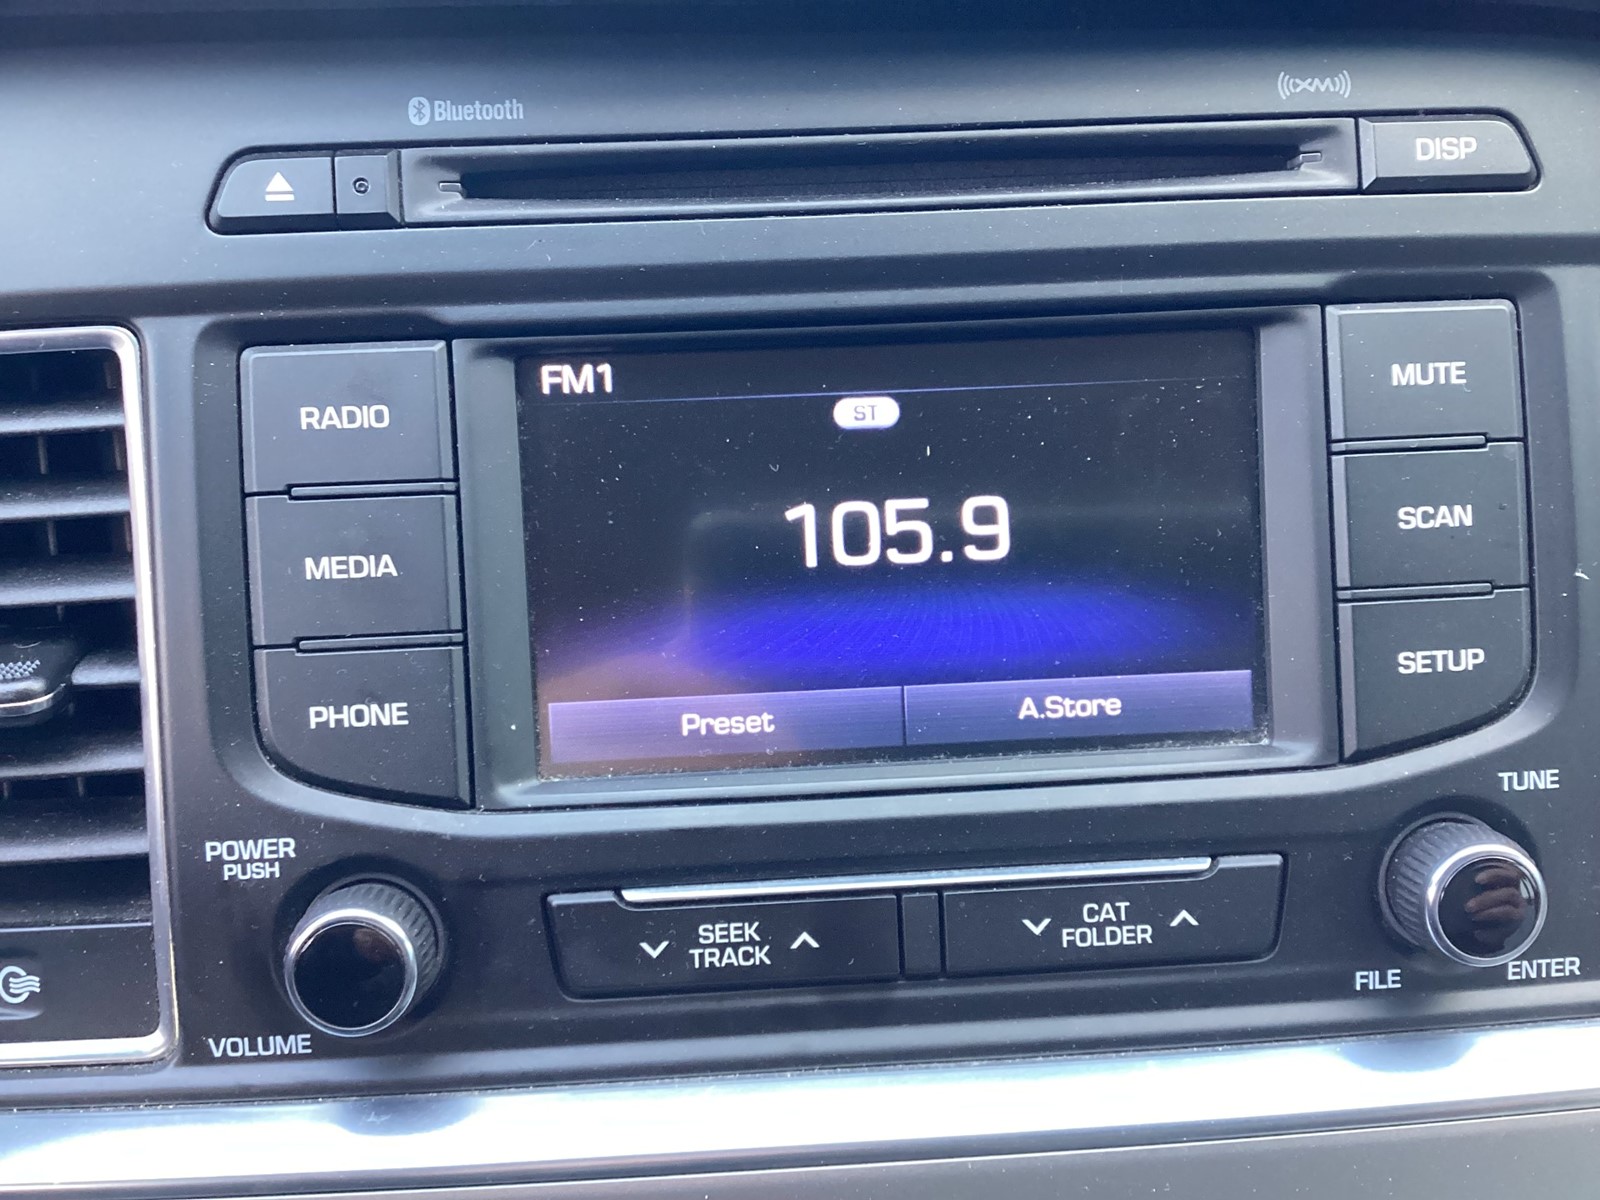 Bluetooth
((XM))
DISP
FM1
ST
105.9
Preset
A.Store
RADIO
MEDIA
PHONE
MUTE
SCAN
SETUP
POWER
PUSH
VOLUME
SEEK
TRACK
CAT
FOLDER
TUNE
FILE
ENTER